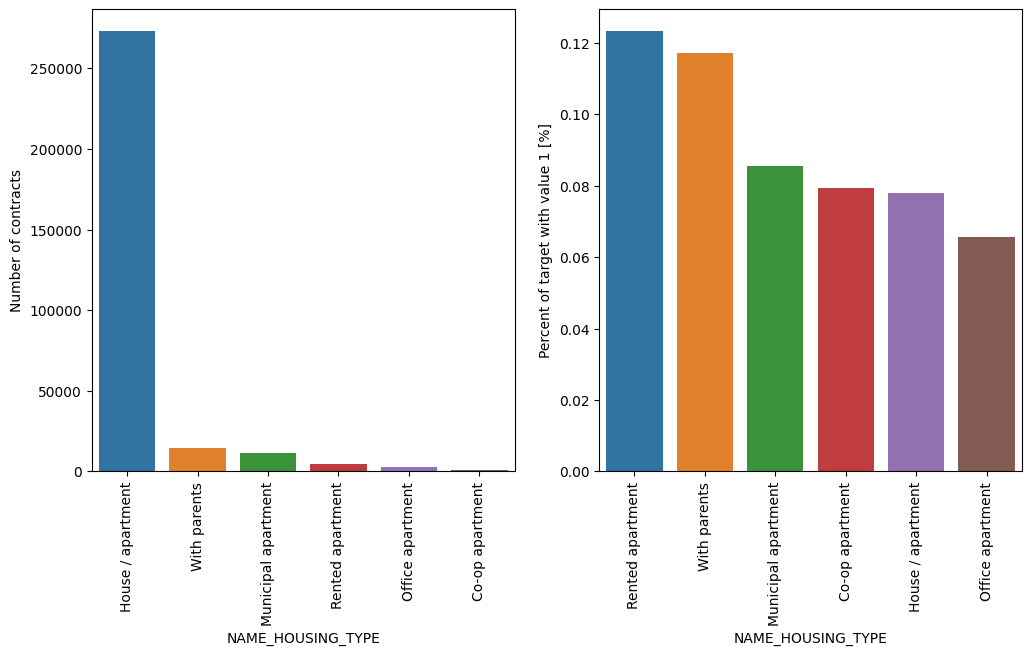 Number of contracts
250000
200000
150000
100000
50000
0
House / apartment
With parents
Municipal apartment
Rented apartment
Office apartment
Co-op apartment
NAME_HOUSING_TYPE
Percent of target with value 1 [%]
0.12
0.10
0.08
0.06
0.04
0.02
0.00
Rented apartment
With parents
Municipal apartment
Co-op apartment
House / apartment
Office apartment
NAME_HOUSING_TYPE